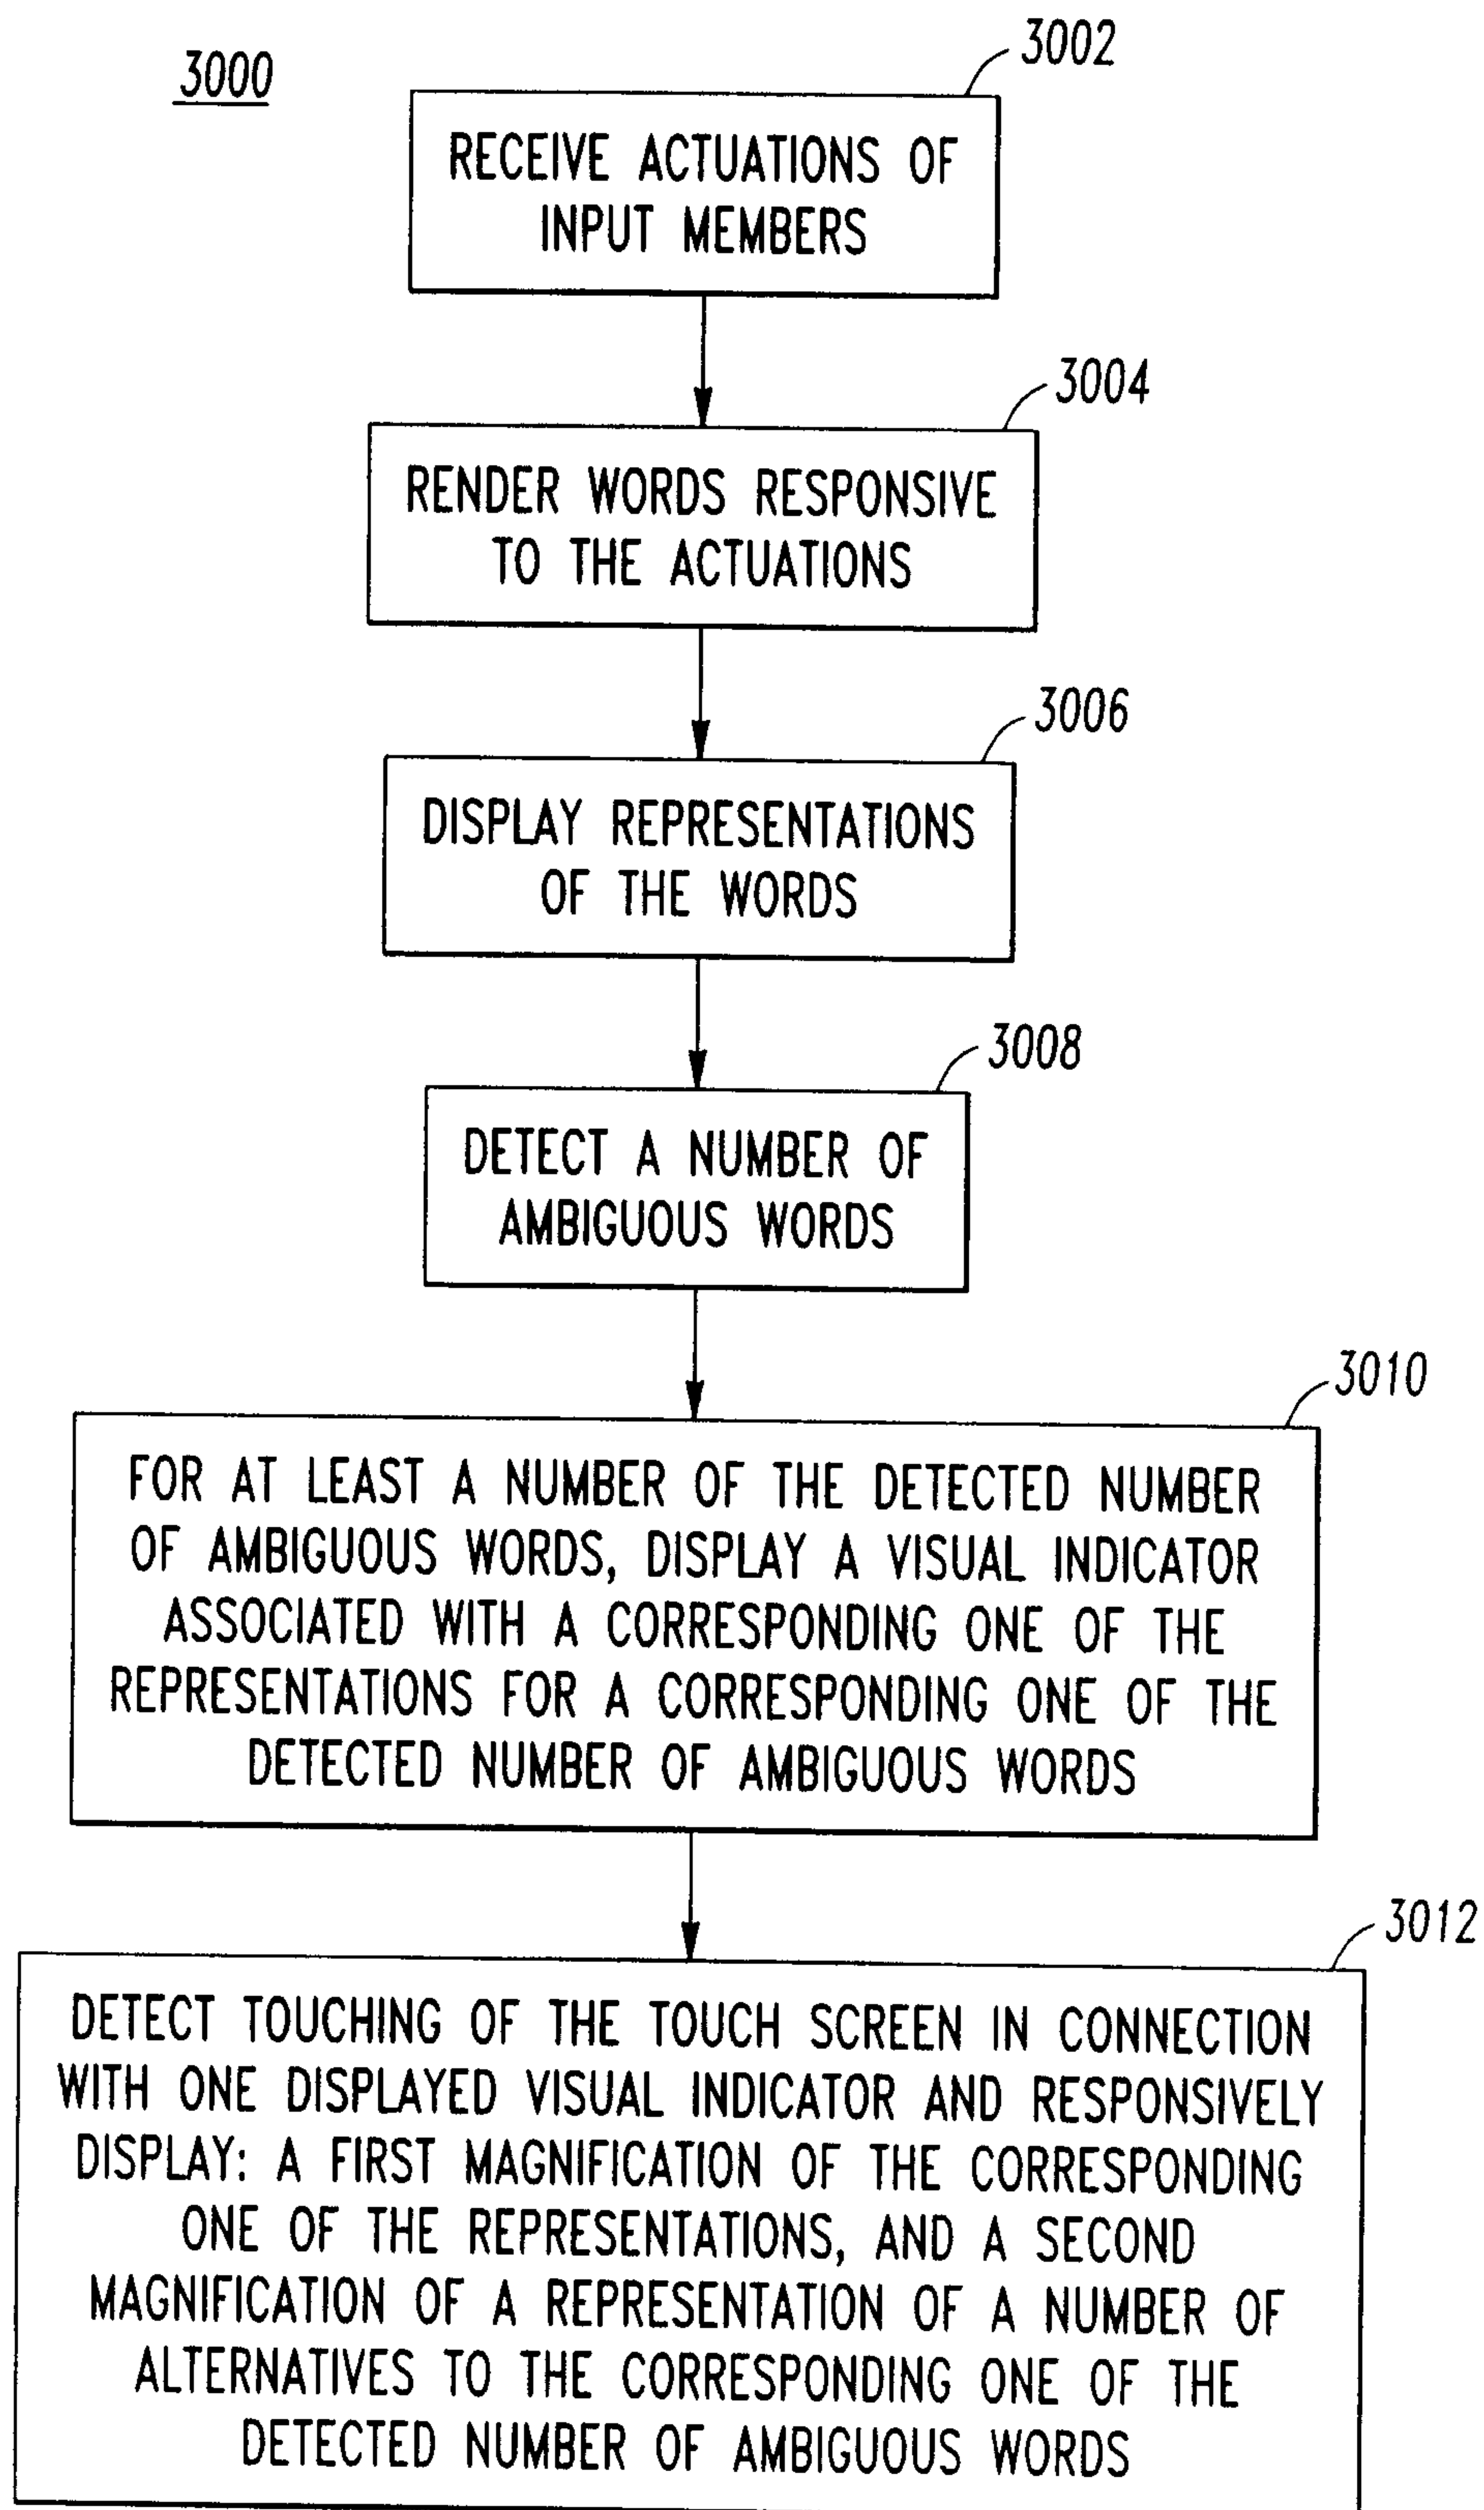 3000
3002
RECEIVE ACTUATIONS OF
INPUT MEMBERS
3004
RENDER WORDS RESPONSIVE
TO THE ACTUATIONS
3006
DISPLAY REPRESENTATIONS
OF THE WORDS
3008
DETECT A NUMBER OF
AMBIGUOUS WORDS
3010
FOR AT LEAST A NUMBER OF THE DETECTED NUMBER
OF AMBIGUOUS WORDS, DISPLAY A VISUAL INDICATOR
ASSOCIATED WITH A CORRESPONDING ONE OF THE
REPRESENTATIONS FOR A CORRESPONDING ONE OF THE
DETECTED NUMBER OF AMBIGUOUS WORDS
3012
DETECT TOUCHING OF THE TOUCH SCREEN IN CONNECTION
WITH ONE DISPLAYED VISUAL INDICATOR AND RESPONSIVELY
DISPLAY: A FIRST MAGNIFICATION OF THE CORRESPONDING
ONE OF THE REPRESENTATIONS, AND A SECOND
MAGNIFICATION OF A REPRESENTATION OF A NUMBER OF
ALTERNATIVES TO THE CORRESPONDING ONE OF THE
DETECTED NUMBER OF AMBIGUOUS WORDS